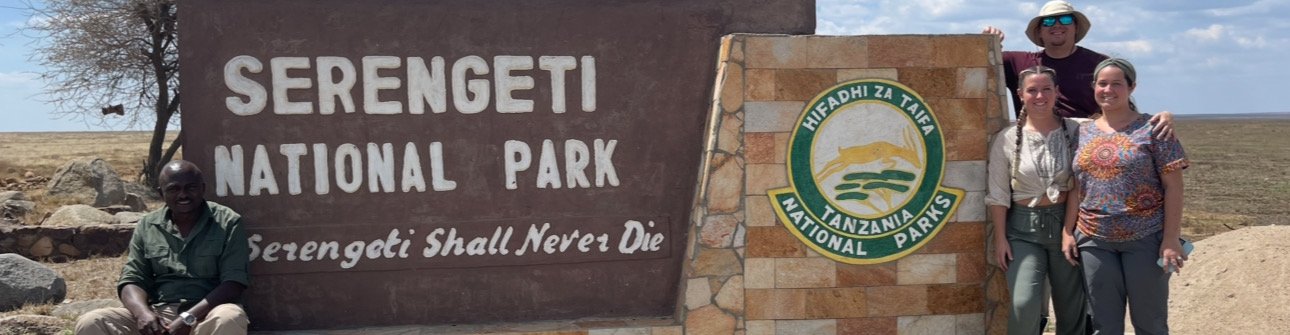 SERENGETI
NATIONAL PARK
Serengeti Shall Never Die
HIFADHI ZA TAIFA
TANZANIA
NATIONAL PARKS